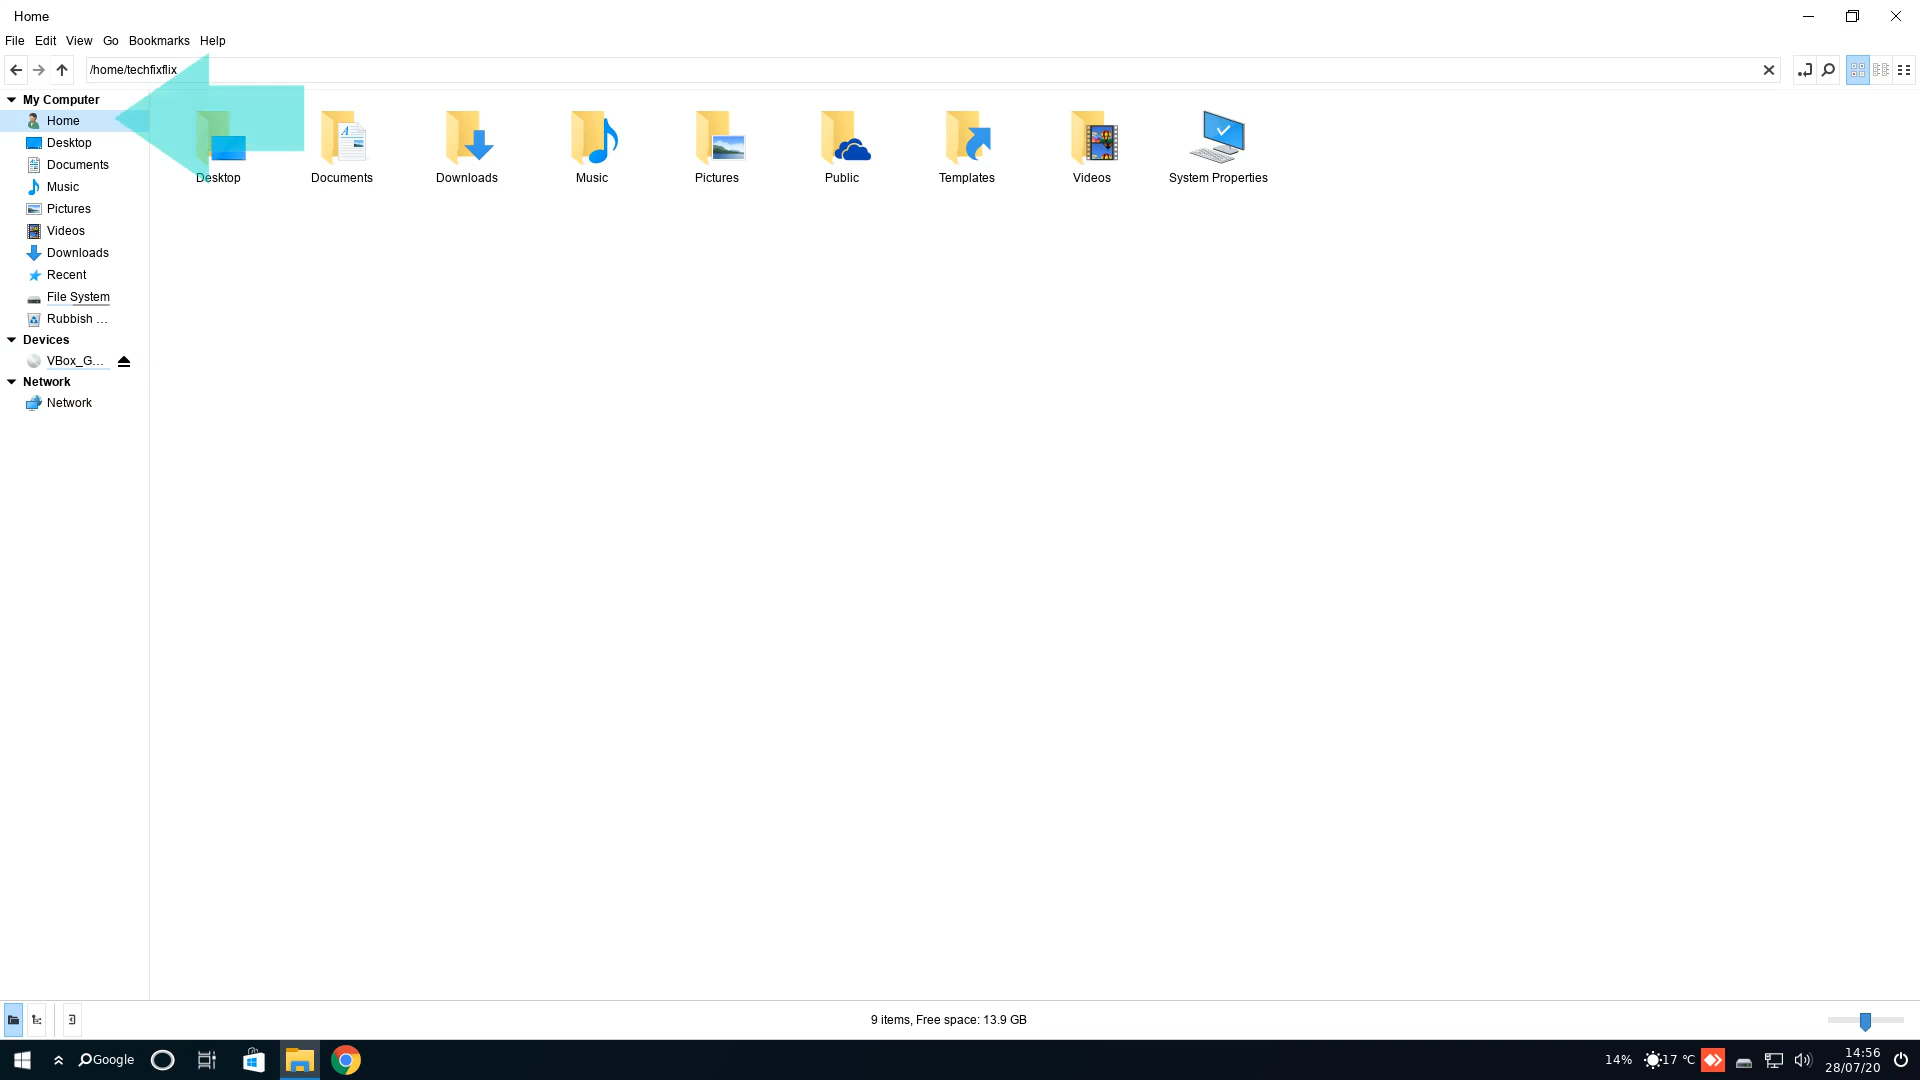 Home
File Edit View Go Bookmarks Help
/home/techfixflix
My Computer
Home
Desktop
Documents
Music
Pictures
Videos
Downloads
Recent
File System
Rubbish ...
Devices
VBox_G...
Network
Network
Desktop
Documents
Downloads
Music
Pictures
Public
Templates
Videos
System Properties
9 items, Free space: 13.9 GB
Google
14%
17 ℃
14:56
28/07/20